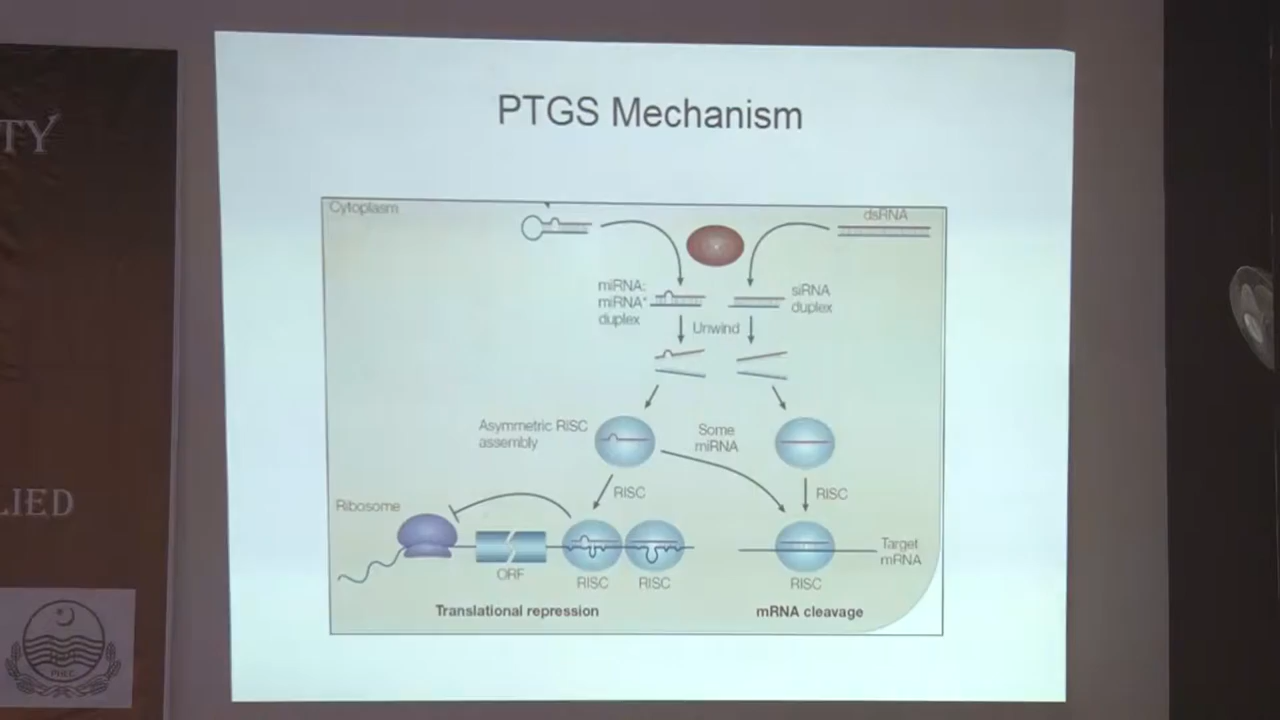 TY
LIED
PHEC
PTGS Mechanism
Cytoplasm
dsRNA
miRNA:
miRNA*
duplex
siRNA
duplex
Unwind
Asymmetric RISC
assembly
Some
miRNA
RISC
RISC
Ribosome
ORF
RISC
RISC
RISC
Target
mRNA
Translational repression
mRNA cleavage